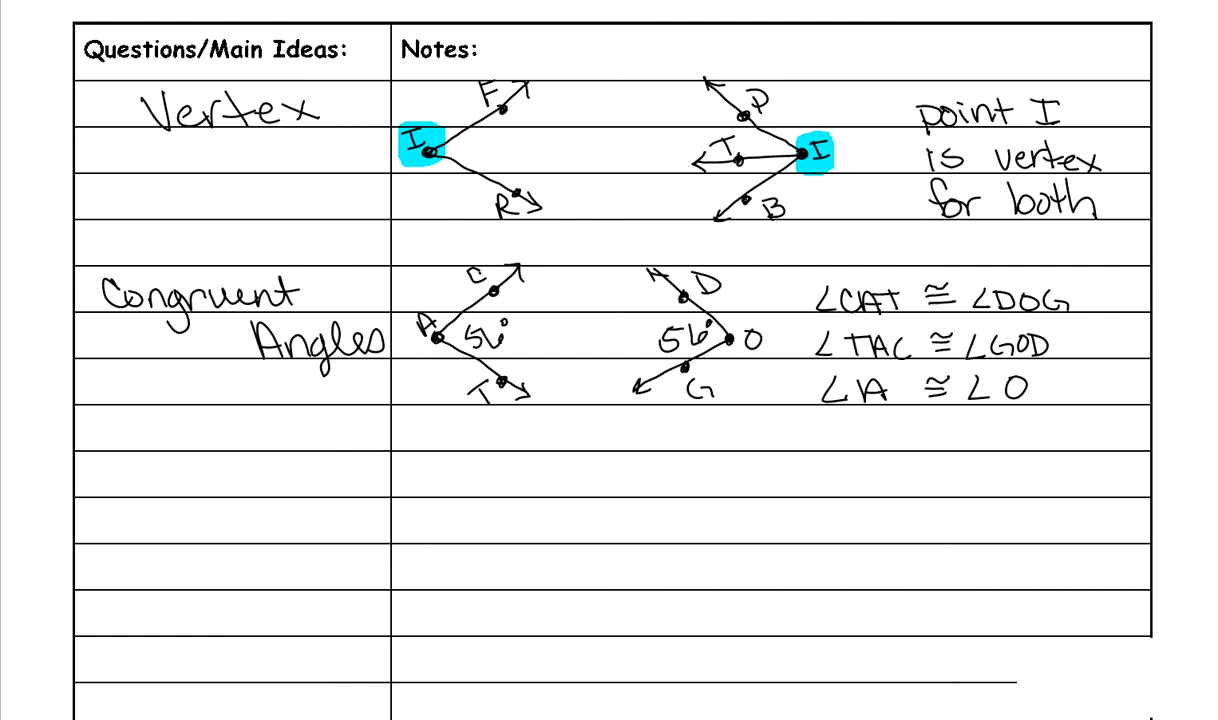 Questions/Main Ideas:
Notes:
Vertex
F
I
R
P
T
I
B
point I
is vertex
for both
Congruent
Angles
C
A
56°
T
D
56°
O
G
∠CAT ≅ ∠DOG
∠TAC ≅ ∠GOD
∠A ≅ ∠O